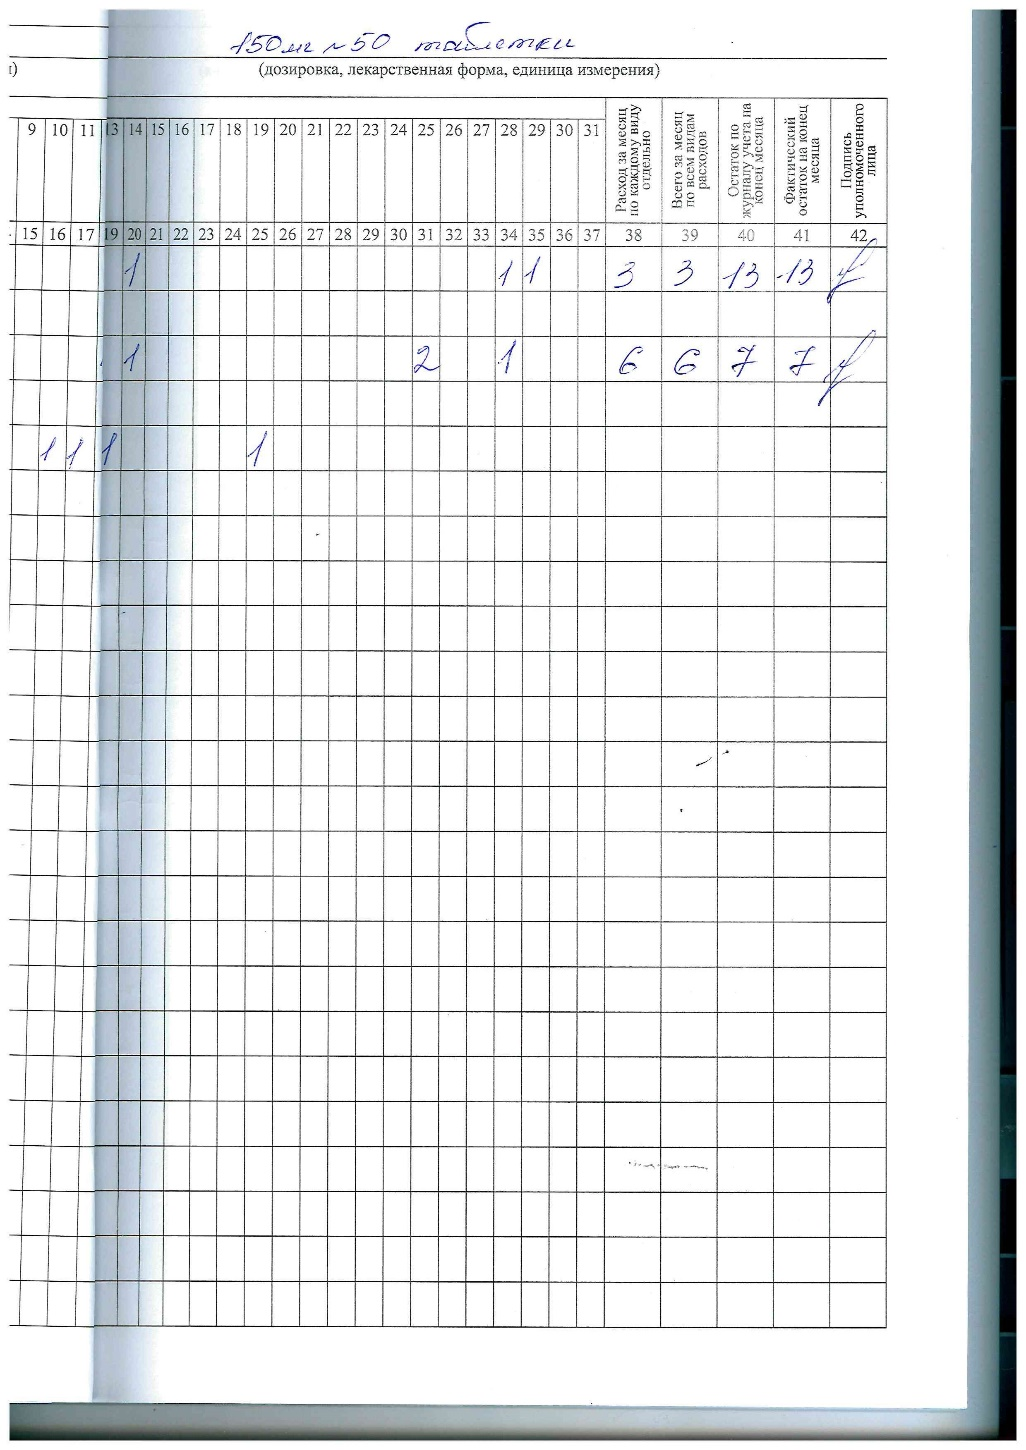 150мг №50 таблетки
(дозировка, лекарственная форма, единица измерения)
9 10 11 13 14 15 16 17 18 19 20 21 22 23 24 25 26 27 28 29 30 31
Расход за месяц по каждому виду отдельно
Всего за месяц по всем видам расходов
Остаток по журналу учета на конец месяца
Фактический остаток на конец месяца
Подпись уполномоченного лица
15 16 17 19 20 21 22 23 24 25 26 27 28 29 30 31 32 33 34 35 36 37 38 39 40 41 42
1 1 1 3 3 13 13
1 2 1 6 6 7 7
1 1 1 1